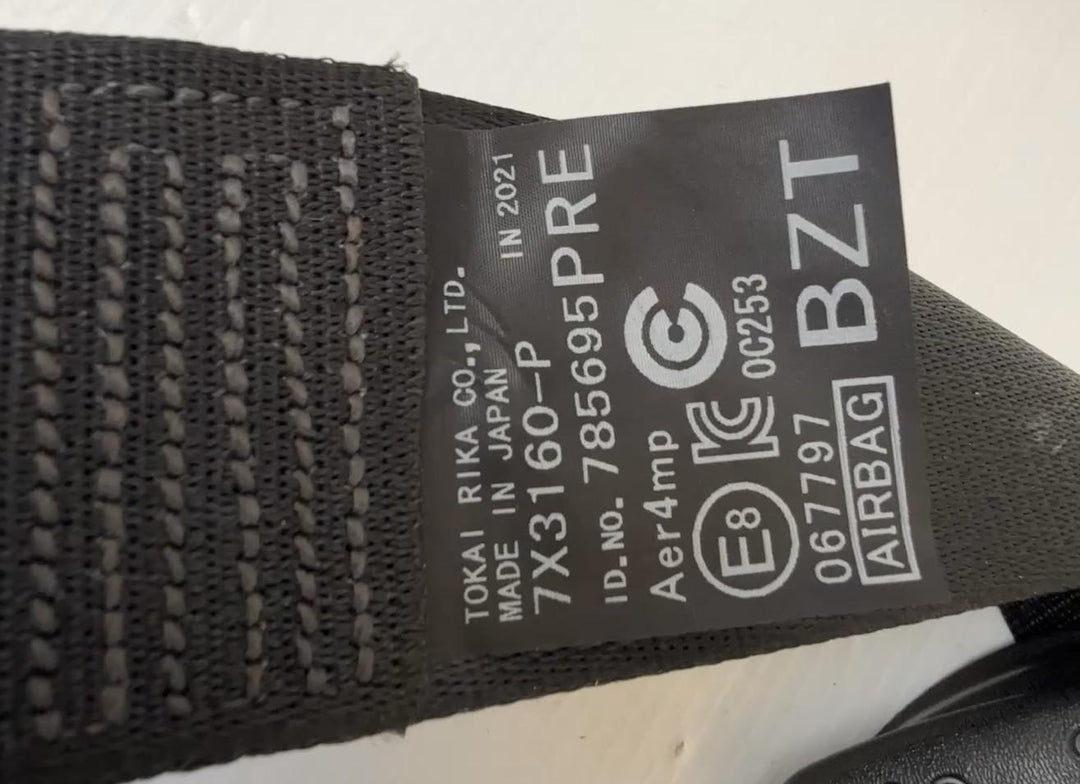 TOKAI RIKA CO., LTD.
MADE IN JAPAN IN 2021
7X3160-P
ID.NO. 785695PRE
Aer4mp
E8 KC 0C253
067797 BZT
AIRBAG